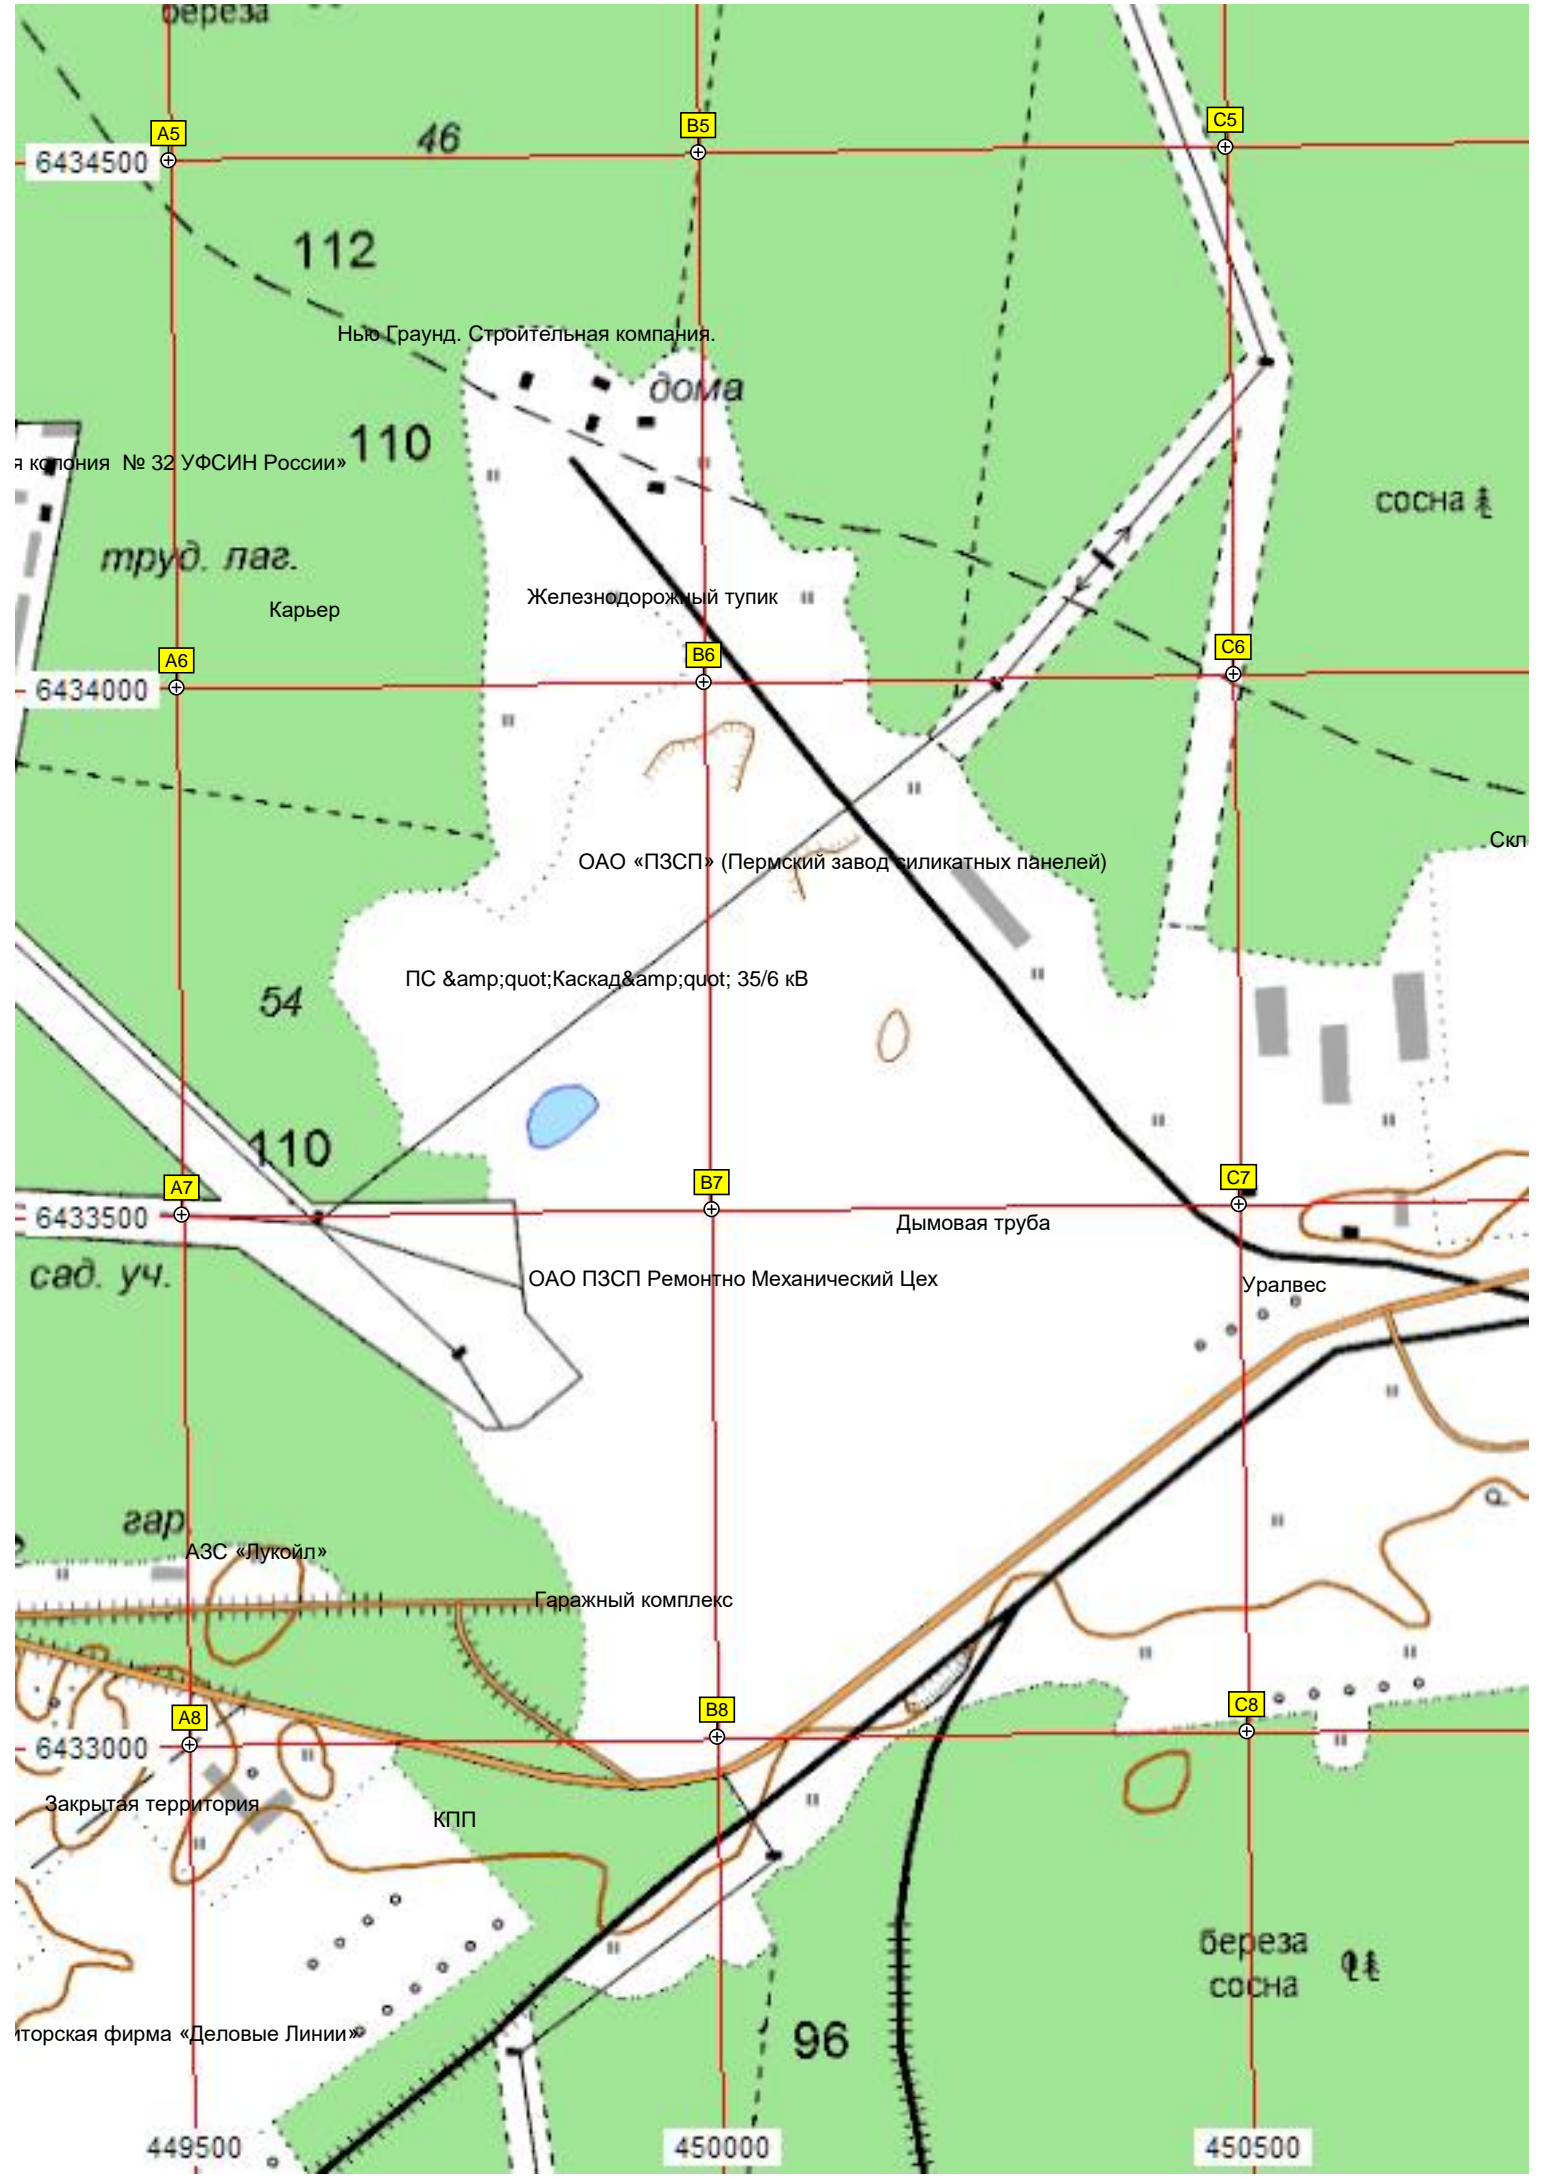 береза
A5
B5
C5
46
6434500
112
Нью Граунд. Строительная компания.
дома
110
я колония № 32 УФСИН России»
сосна
труд. лаг.
Железнодорожный тупик
Карьер
A6
B6
C6
6434000
Скл
ОАО «ПЗСП» (Пермский завод силикатных панелей)
ПС &amp;quot;Каскад&amp;quot; 35/6 кВ
54
110
A7
B7
C7
6433500
Дымовая труба
сад. уч.
ОАО ПЗСП Ремонтно Механический Цех
Уралвес
гар
АЗС «Лукойл»
Гаражный комплекс
A8
B8
C8
6433000
Закрытая территория
КПП
береза
сосна
иторская фирма «Деловые Линии»
96
449500
450000
450500